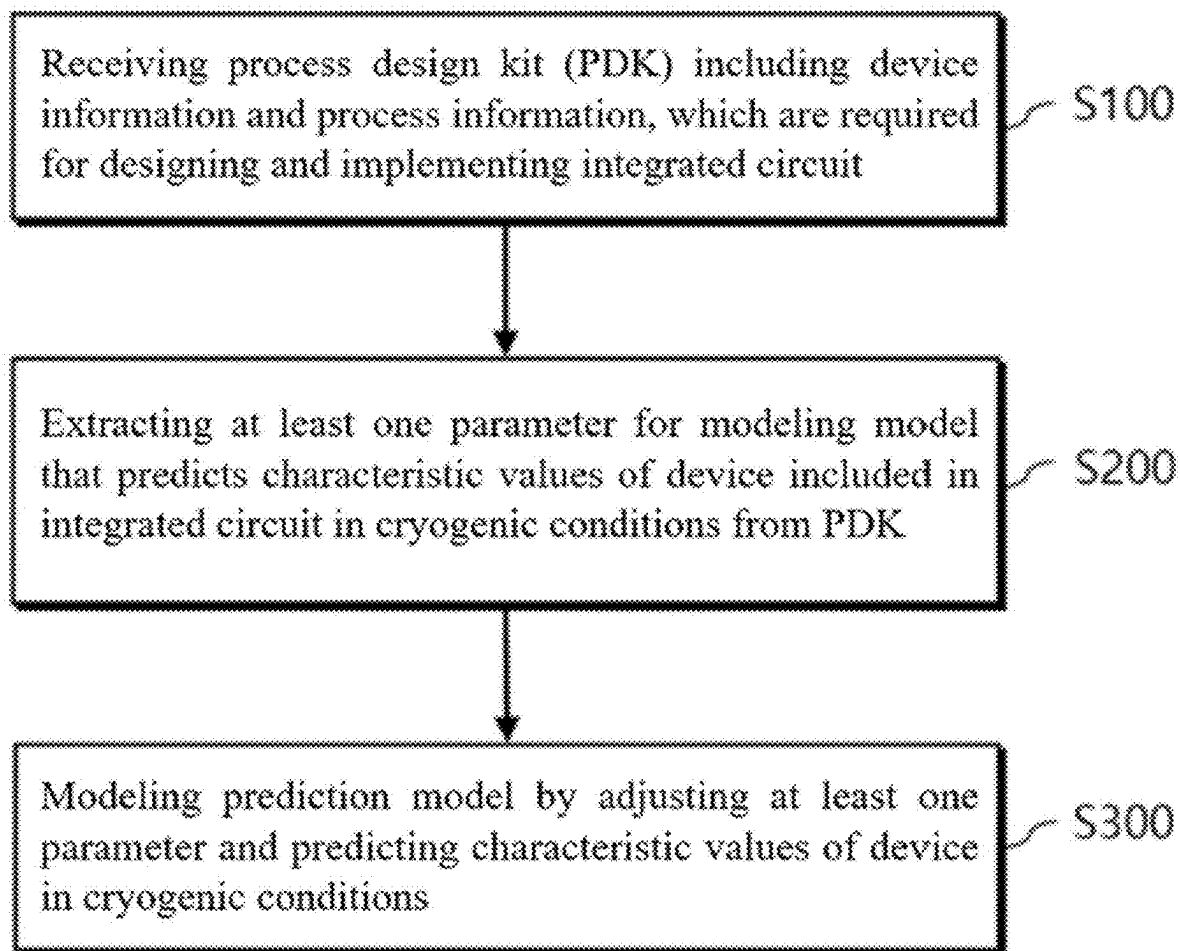 Receiving process design kit (PDK) including device
information and process information, which are required
for designing and implementing integrated circuit
S100
Extracting at least one parameter for modeling model
that predicts characteristic values of device included in
integrated circuit in cryogenic conditions from PDK
S200
Modeling prediction model by adjusting at least one
parameter and predicting characteristic values of device
in cryogenic conditions
S300